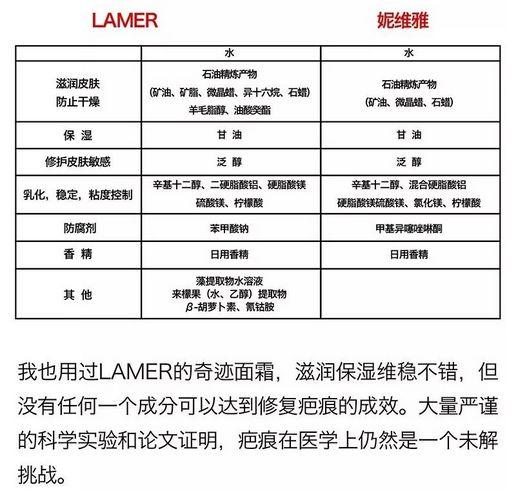 LAMER 妮维雅
水 水
滋润皮肤 防止干燥 石油精炼产物 (矿油、矿脂、微晶蜡、异十六烷、石蜡) 羊毛脂醇、油酸癸酯 石油精炼产物 (矿油、微晶蜡、石蜡)
保 湿 甘 油 甘 油
修护皮肤敏感 泛 醇 泛 醇
乳化，稳定，粘度控制 辛基十二醇、二硬脂酸铝、硬脂酸镁 硫酸镁、柠檬酸 辛基十二醇、混合硬脂酸铝 硬脂酸镁硫酸镁、氯化镁、柠檬酸
防腐剂 苯甲酸钠 甲基异噻唑啉酮
香 精 日用香精 日用香精
其 他 藻提取物水溶液 来檬果（水、乙醇）提取物 β-胡萝卜素、氰钴胺
我也用过LAMER的奇迹面霜，滋润保湿维稳不错，但
没有任何一个成分可以达到修复疤痕的成效。大量严谨
的科学实验和论文证明，疤痕在医学上仍然是一个未解
挑战。